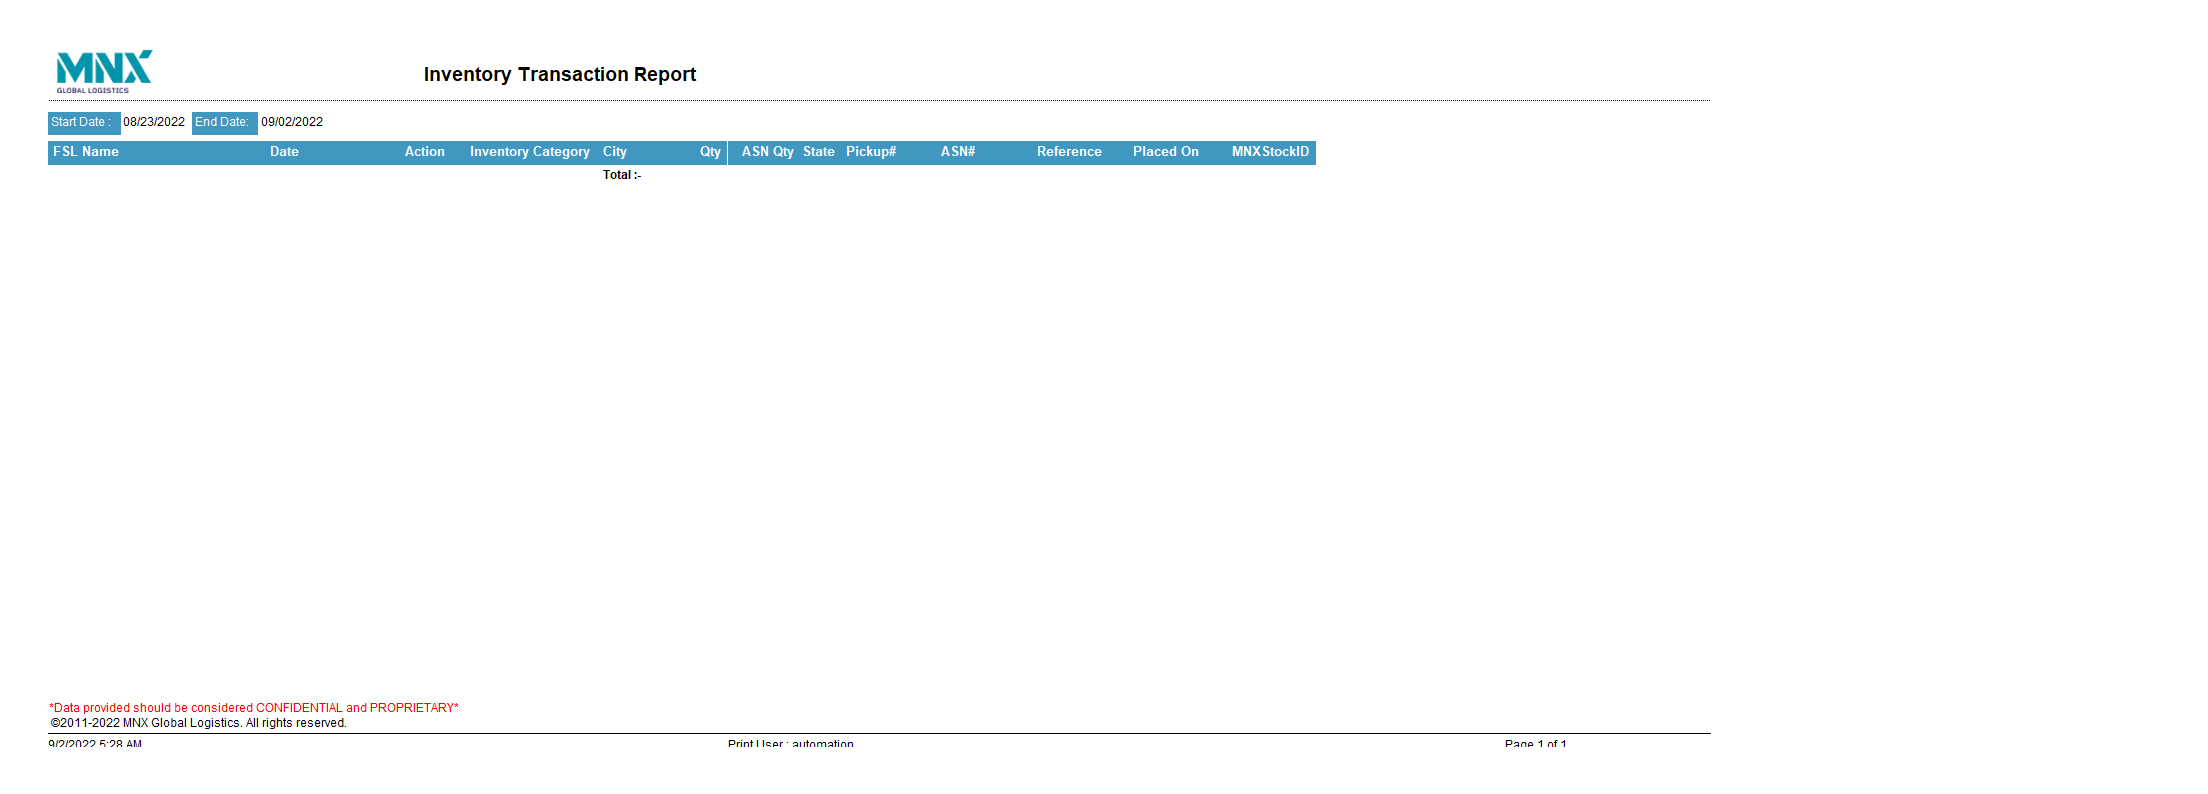 MNX
GLOBAL LOGISTICS
Inventory Transaction Report
Start Date : 08/23/2022 End Date: 09/02/2022
FSL Name Date Action Inventory Category City Qty ASN Qty State Pickup# ASN# Reference Placed On MNXStockID
Total :-
*Data provided should be considered CONFIDENTIAL and PROPRIETARY*
©2011-2022 MNX Global Logistics. All rights reserved.
9/2/2022 5:28 AM Print User : automation Page 1 of 1